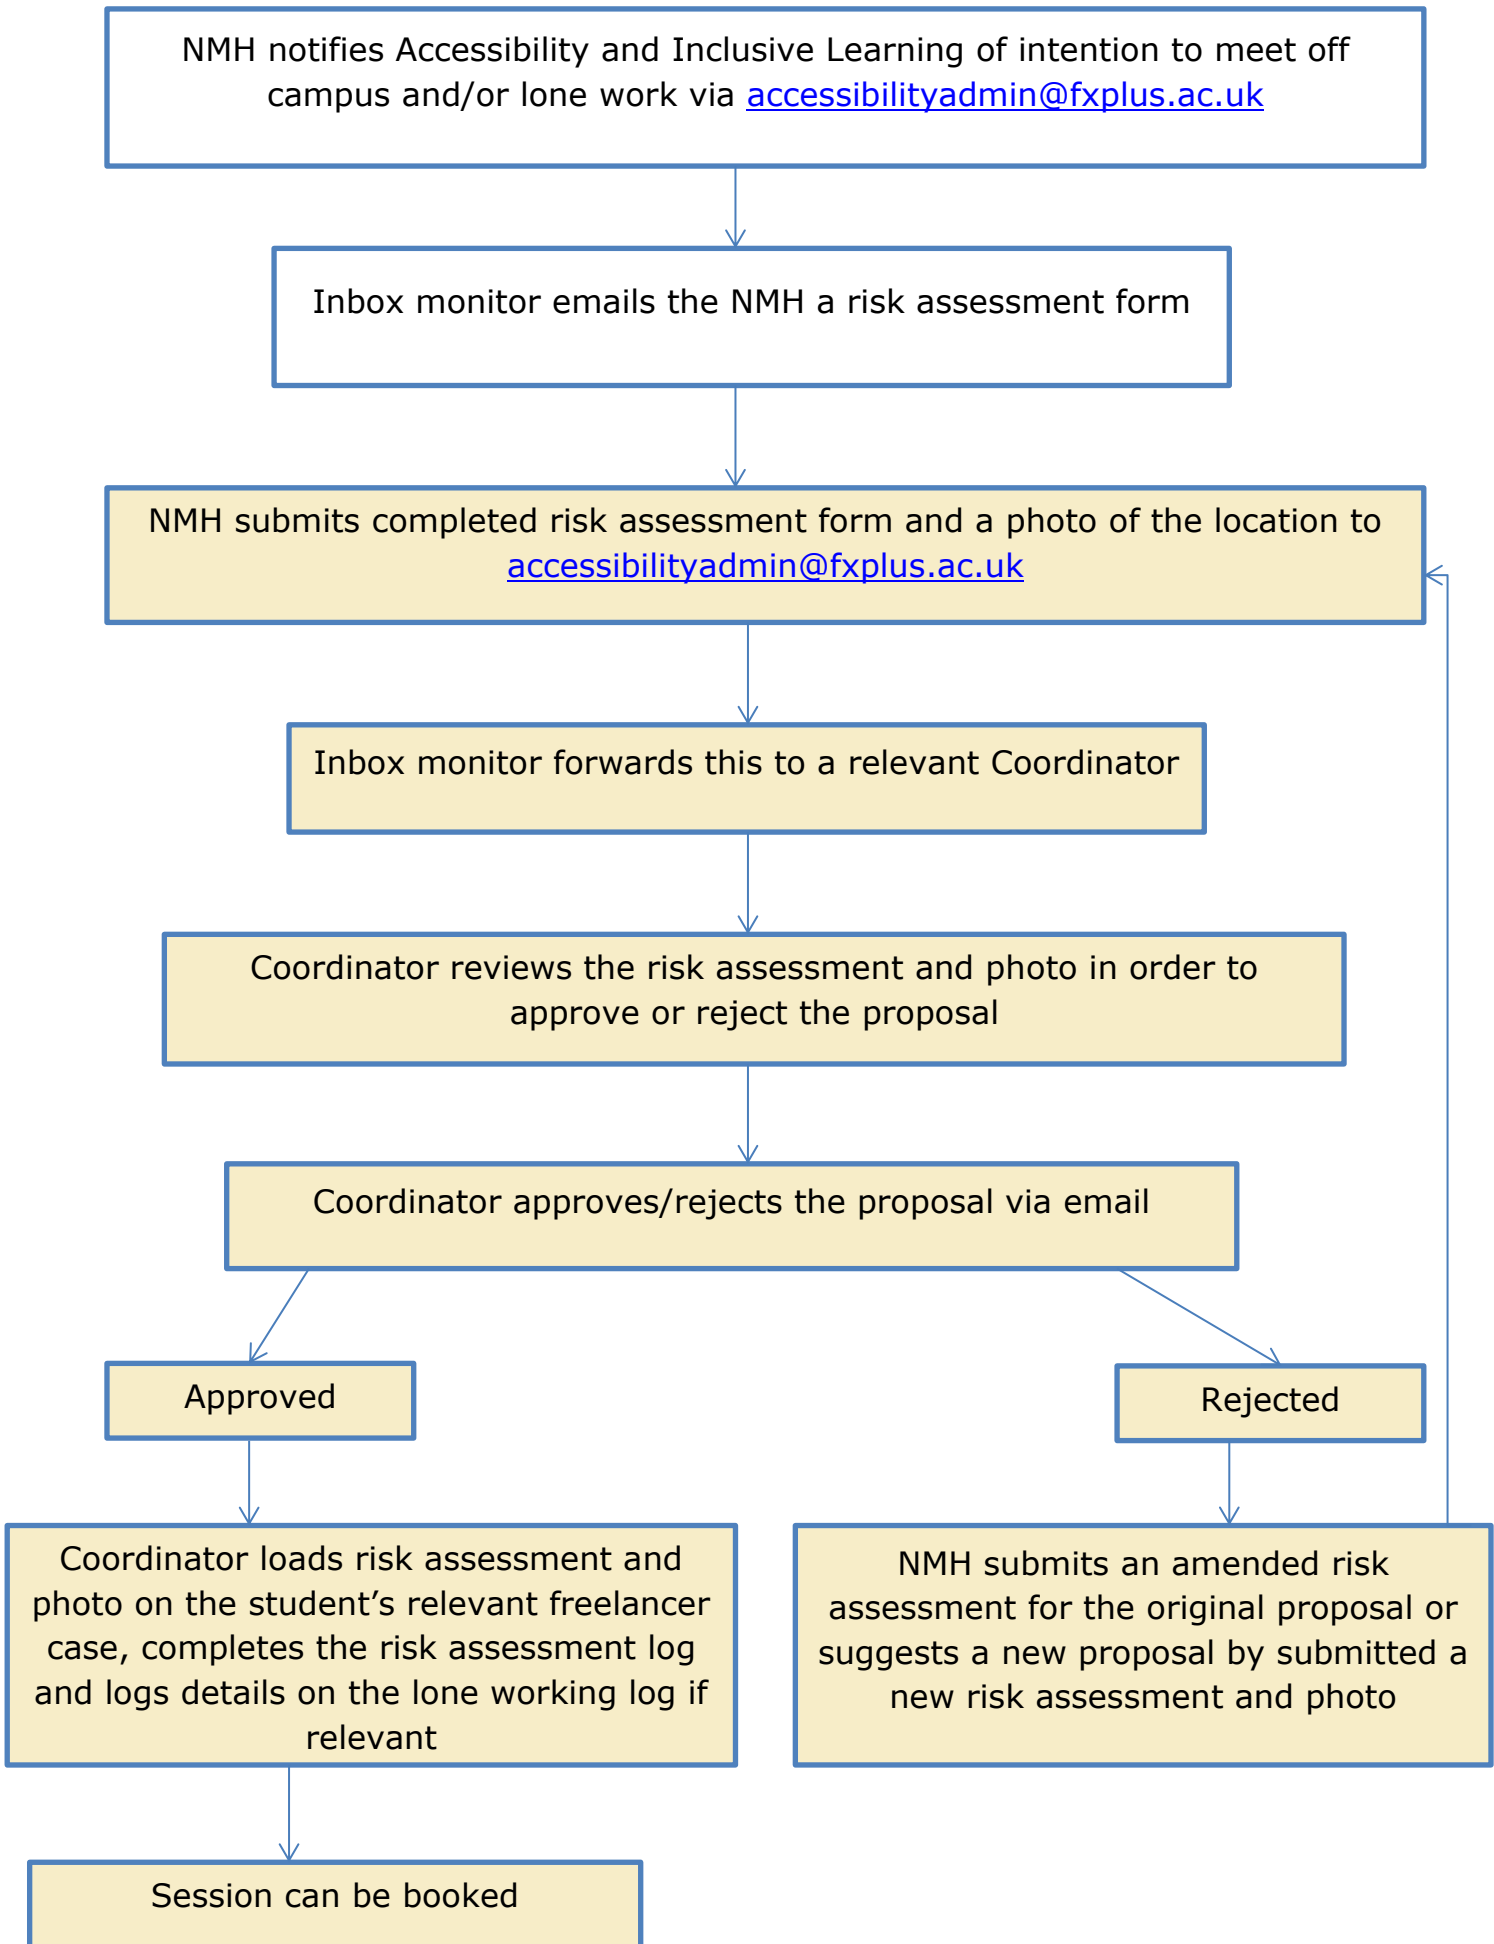 NMH notifies Accessibility and Inclusive Learning of intention to meet off
campus and/or lone work via accessibilityadmin@fxplus.ac.uk
Inbox monitor emails the NMH a risk assessment form
NMH submits completed risk assessment form and a photo of the location to
accessibilityadmin@fxplus.ac.uk
Inbox monitor forwards this to a relevant Coordinator
Coordinator reviews the risk assessment and photo in order to
approve or reject the proposal
Coordinator approves/rejects the proposal via email
Approved
Rejected
Coordinator loads risk assessment and
photo on the student’s relevant freelancer
case, completes the risk assessment log
and logs details on the lone working log if
relevant
NMH submits an amended risk
assessment for the original proposal or
suggests a new proposal by submitted a
new risk assessment and photo
Session can be booked